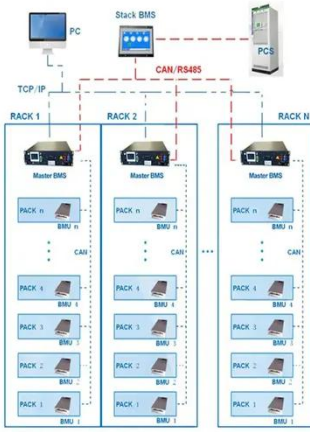 Stack BMS
PC
PCS
CAN/RS485
TCP/IP
RACK 1
RACK 2
RACK N
Master BMS
Master BMS
Master BMS
PACK n
BMU n
PACK n
BMU n
PACK n
BMU n
CAN
CAN
CAN
...
PACK 4
BMU 4
PACK 4
BMU 4
PACK 4
BMU 4
PACK 3
BMU 3
PACK 3
BMU 3
PACK 3
BMU 3
PACK 2
BMU 2
PACK 2
BMU 2
PACK 2
BMU 2
PACK 1
BMU 1
PACK 1
BMU 1
PACK 1
BMU 1